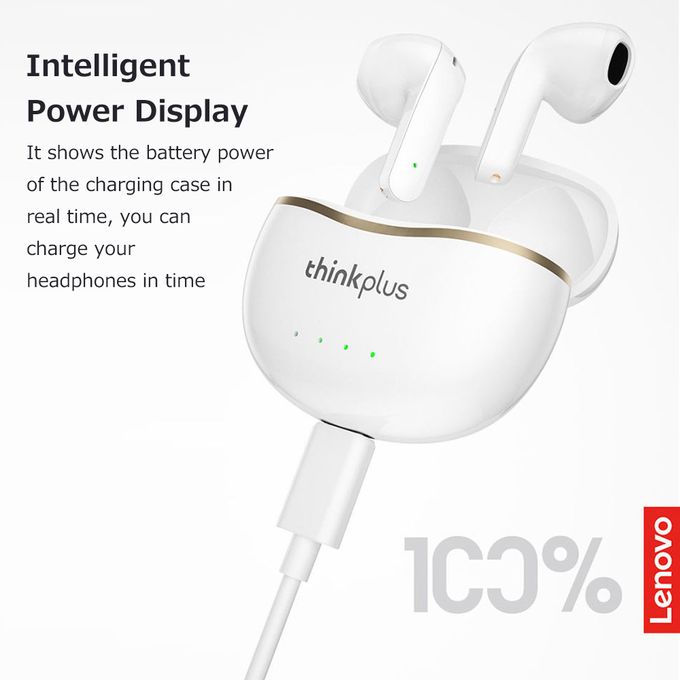 Intelligent
Power Display
It shows the battery power
of the charging case in
real time, you can
charge your
headphones in time
thinkplus
100%
Lenovo